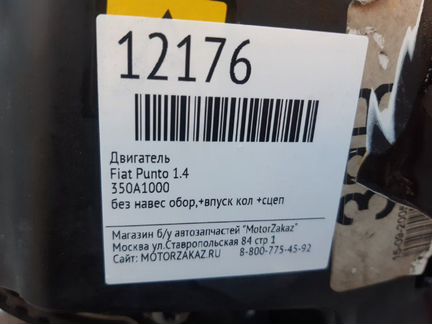 12176
Двигатель
Fiat Punto 1.4
350A1000
без навес обор,+впуск кол +сцеп
Магазин б/у автозапчастей "MotorZakaz"
Москва ул.Ставропольская 84 стр 1
Сайт: MOTORZAKAZ.RU 8-800-775-45-92